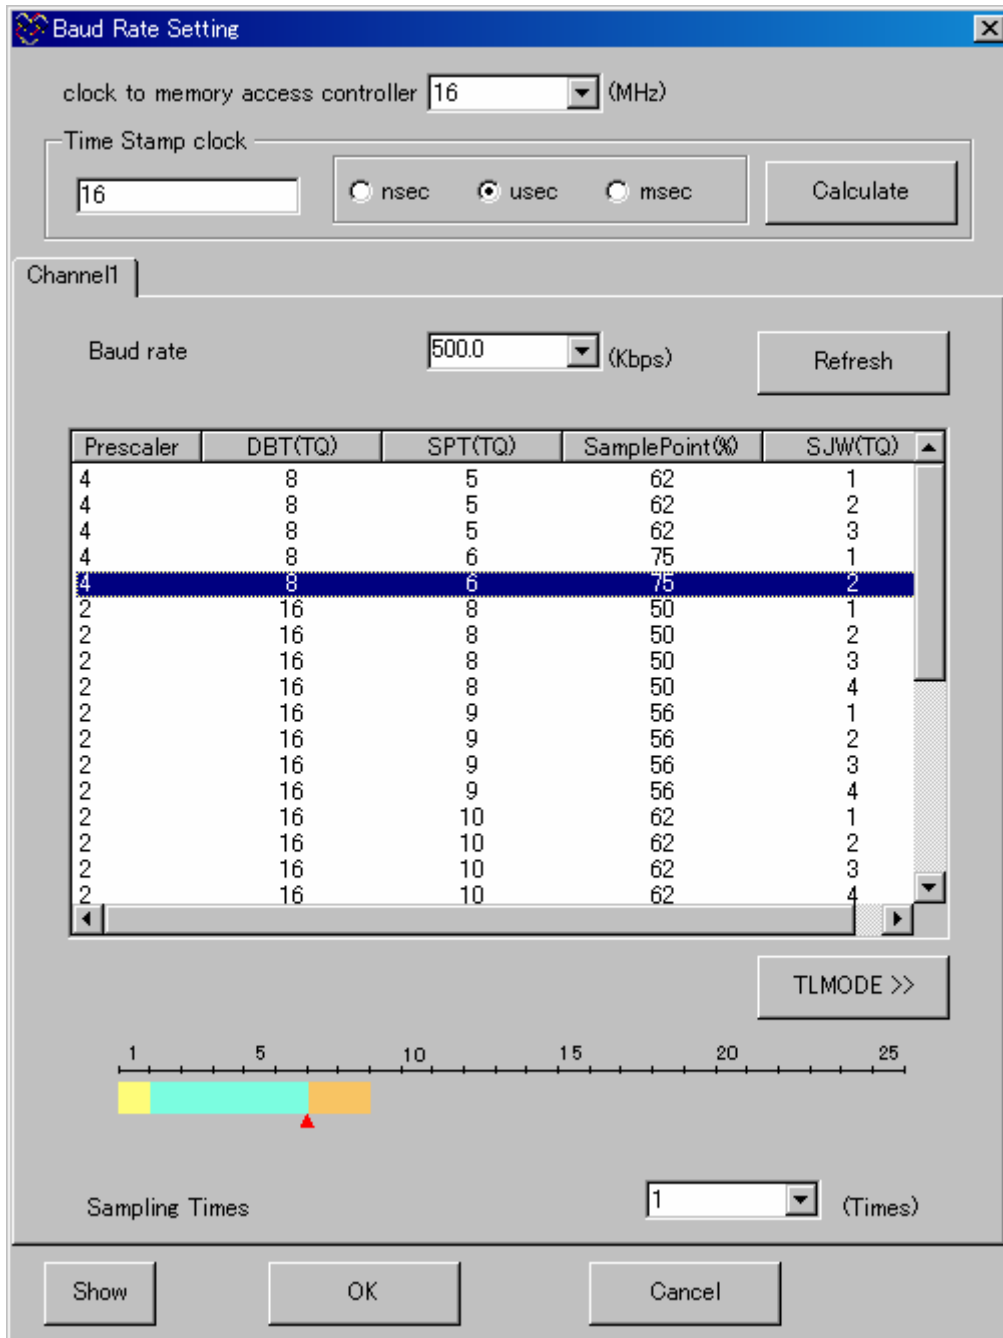 Baud Rate Setting
clock to memory access controller 16 (MHz)
Time Stamp clock
16 nsec usec msec Calculate
Channel1
Baud rate 500.0 (Kbps) Refresh
Prescaler DBT(TQ) SPT(TQ) SamplePoint(%) SJW(TQ)
4 8 5 62 1
4 8 5 62 2
4 8 5 62 3
4 8 6 75 1
4 8 6 75 2
2 16 8 50 1
2 16 8 50 2
2 16 8 50 3
2 16 8 50 4
2 16 9 56 1
2 16 9 56 2
2 16 9 56 3
2 16 9 56 4
2 16 10 62 1
2 16 10 62 2
2 16 10 62 3
2 16 10 62 4
TLMODE >>
1 5 10 15 20 25
Sampling Times 1 (Times)
Show OK Cancel